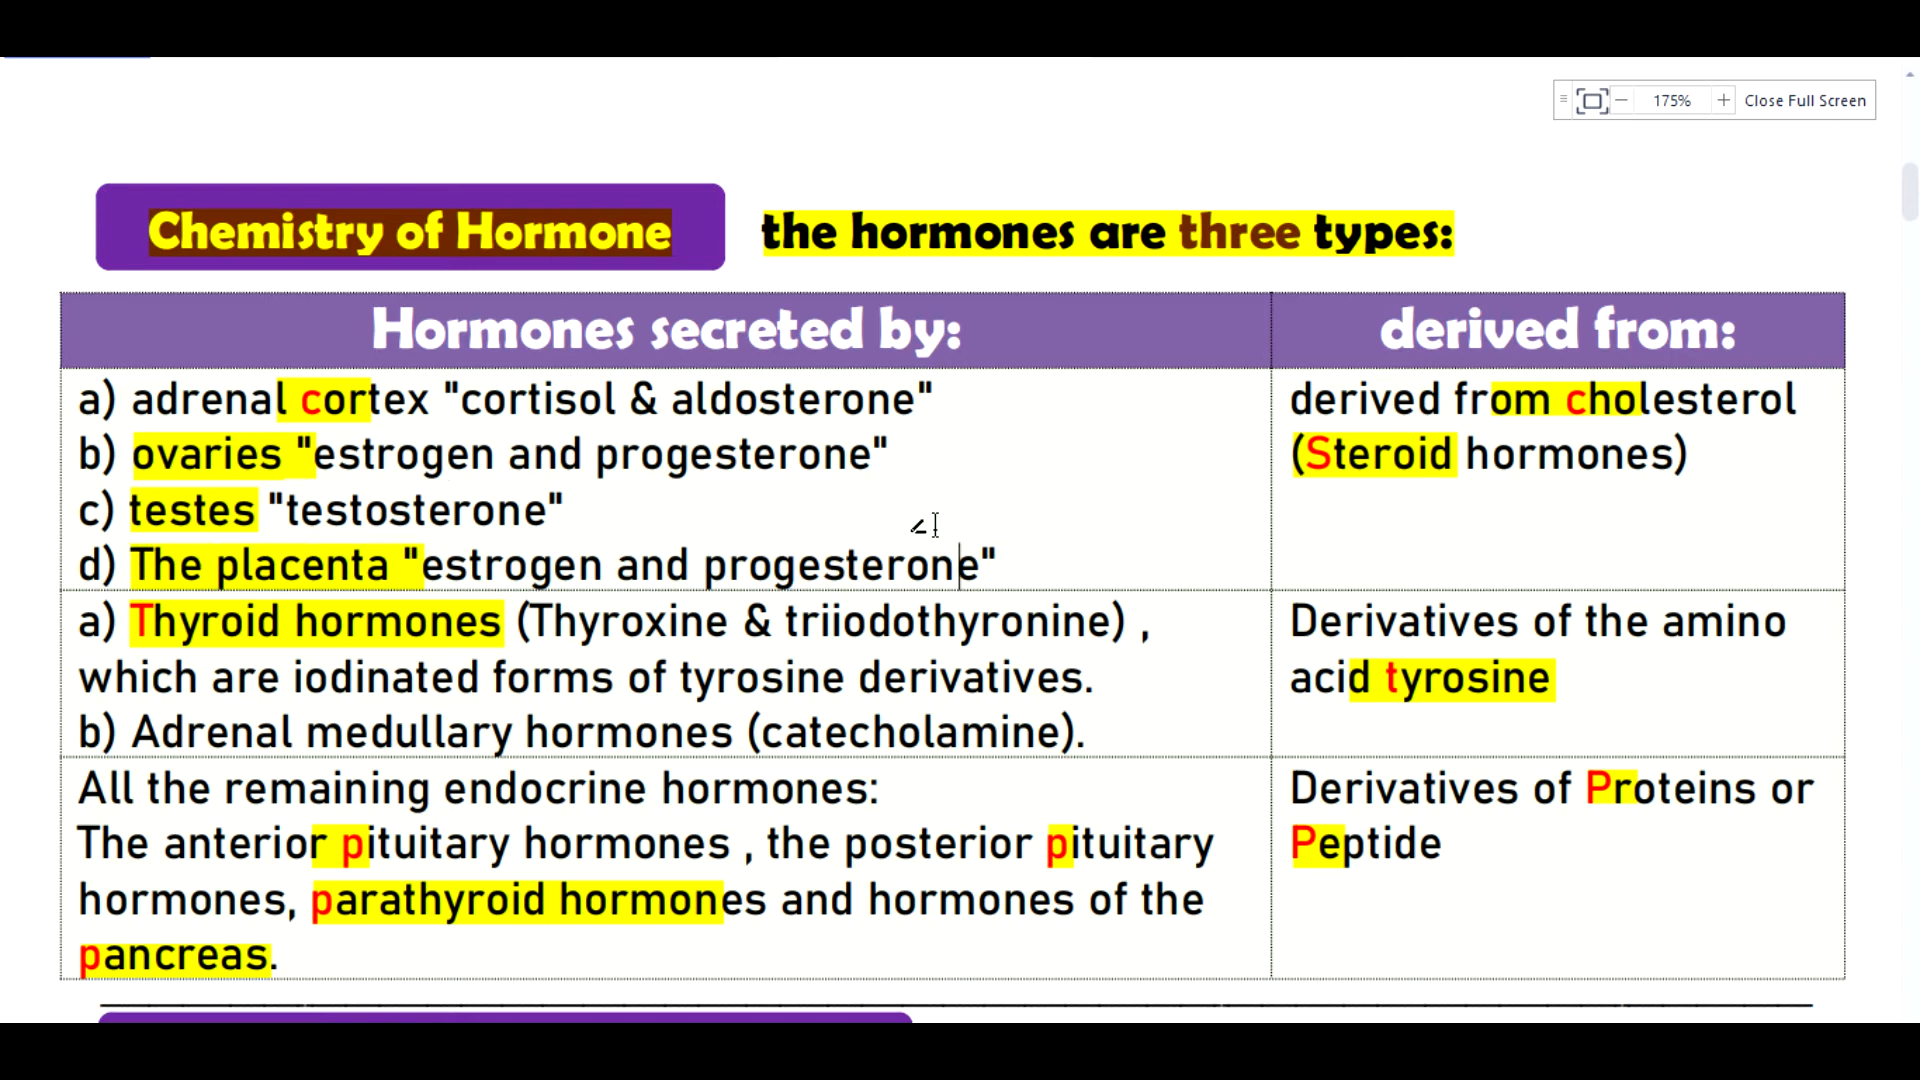 175%
Close Full Screen
Chemistry of Hormone
the hormones are three types:
Hormones secreted by:
derived from:
a) adrenal cortex "cortisol & aldosterone"
b) ovaries "estrogen and progesterone"
c) testes "testosterone"
d) The placenta "estrogen and progesterone"
derived from cholesterol
(Steroid hormones)
a) Thyroid hormones (Thyroxine & triiodothyronine) ,
which are iodinated forms of tyrosine derivatives.
b) Adrenal medullary hormones (catecholamine).
Derivatives of the amino
acid tyrosine
All the remaining endocrine hormones:
The anterior pituitary hormones , the posterior pituitary
hormones, parathyroid hormones and hormones of the
pancreas.
Derivatives of Proteins or
Peptide